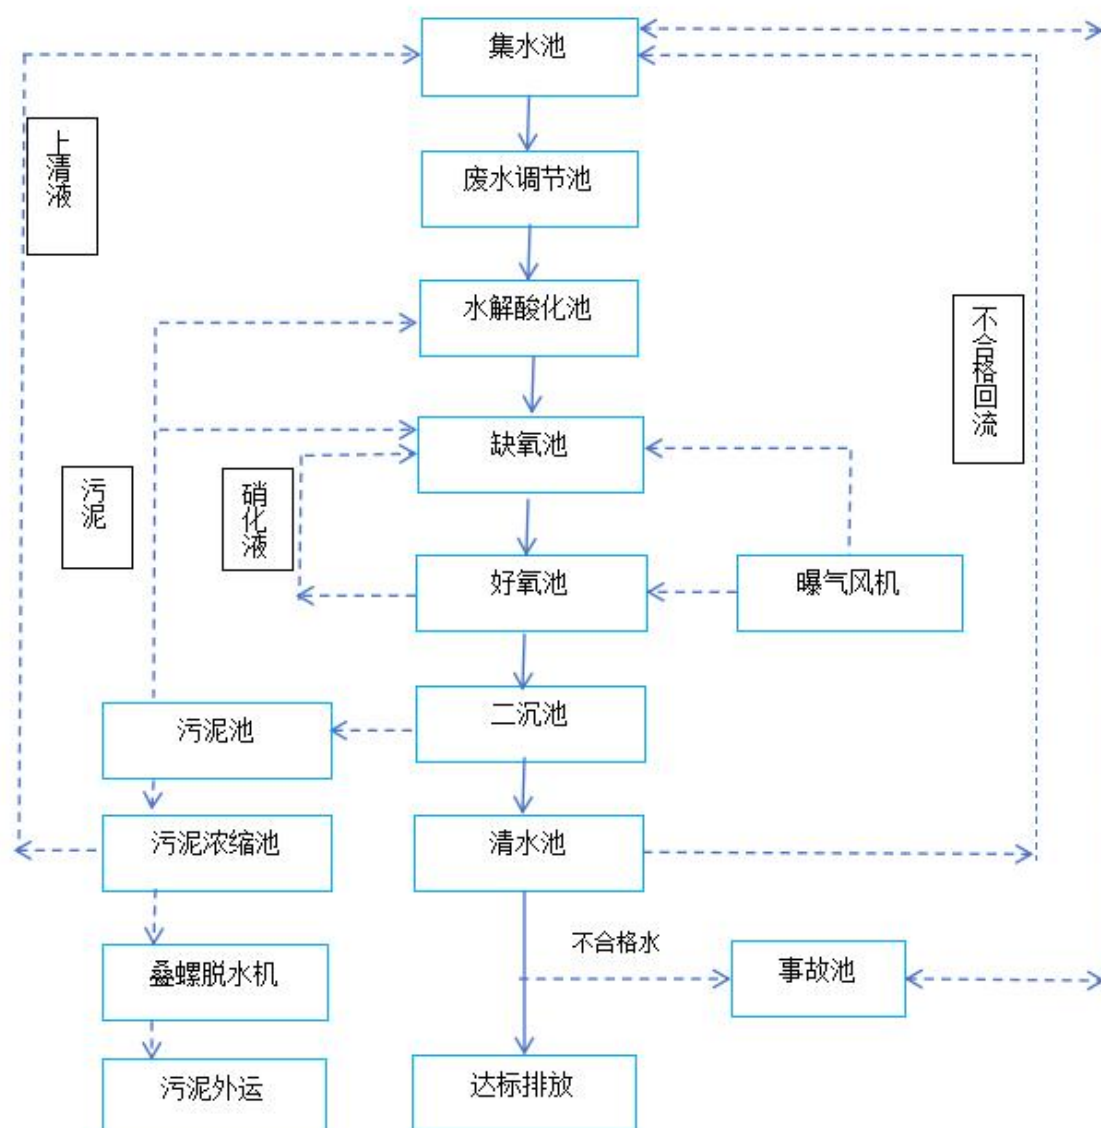 集水池
上清液
废水调节池
水解酸化池
不合格回流
缺氧池
污泥
硝化液
好氧池
曝气风机
二沉池
污泥池
清水池
污泥浓缩池
不合格水
事故池
叠螺脱水机
污泥外运
达标排放